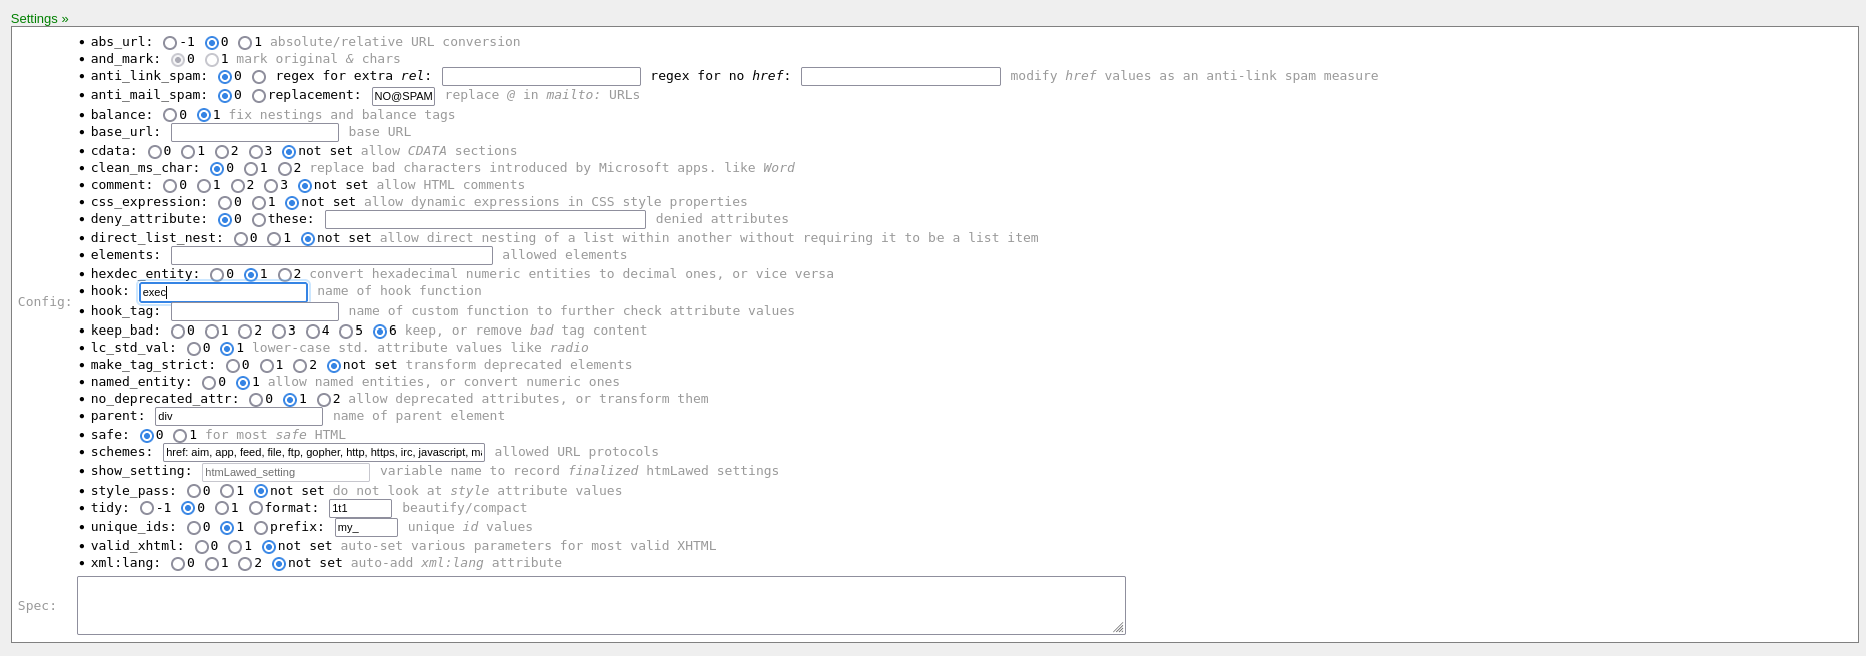 Settings »
• abs_url: -1 0 1 absolute/relative URL conversion
• and_mark: 0 1 mark original & chars
• anti_link_spam: 0 regex for extra rel: regex for no href: modify href values as an anti-link spam measure
• anti_mail_spam: 0 replacement: NO@SPAM replace @ in mailto: URLs
• balance: 0 1 fix nestings and balance tags
• base_url: base URL
• cdata: 0 1 2 3 not set allow CDATA sections
• clean_ms_char: 0 1 2 replace bad characters introduced by Microsoft apps. like Word
• comment: 0 1 2 3 not set allow HTML comments
• css_expression: 0 1 not set allow dynamic expressions in CSS style properties
• deny_attribute: 0 these: denied attributes
• direct_list_nest: 0 1 not set allow direct nesting of a list within another without requiring it to be a list item
• elements: allowed elements
• hexdec_entity: 0 1 2 convert hexadecimal numeric entities to decimal ones, or vice versa
• hook: exec name of hook function
Config:
• hook_tag: name of custom function to further check attribute values
• keep_bad: 0 1 2 3 4 5 6 keep, or remove bad tag content
• lc_std_val: 0 1 lower-case std. attribute values like radio
• make_tag_strict: 0 1 2 not set transform deprecated elements
• named_entity: 0 1 allow named entities, or convert numeric ones
• no_deprecated_attr: 0 1 2 allow deprecated attributes, or transform them
• parent: div name of parent element
• safe: 0 1 for most safe HTML
• schemes: href: aim, app, feed, file, ftp, gopher, http, https, irc, javascript, allowed URL protocols
• show_setting: htmLawed_setting variable name to record finalized htmLawed settings
• style_pass: 0 1 not set do not look at style attribute values
• tidy: -1 0 1 format: 1t1 beautify/compact
• unique_ids: 0 1 prefix: my_ unique id values
• valid_xhtml: 0 1 not set auto-set various parameters for most valid XHTML
• xml:lang: 0 1 2 not set auto-add xml:lang attribute
Spec: